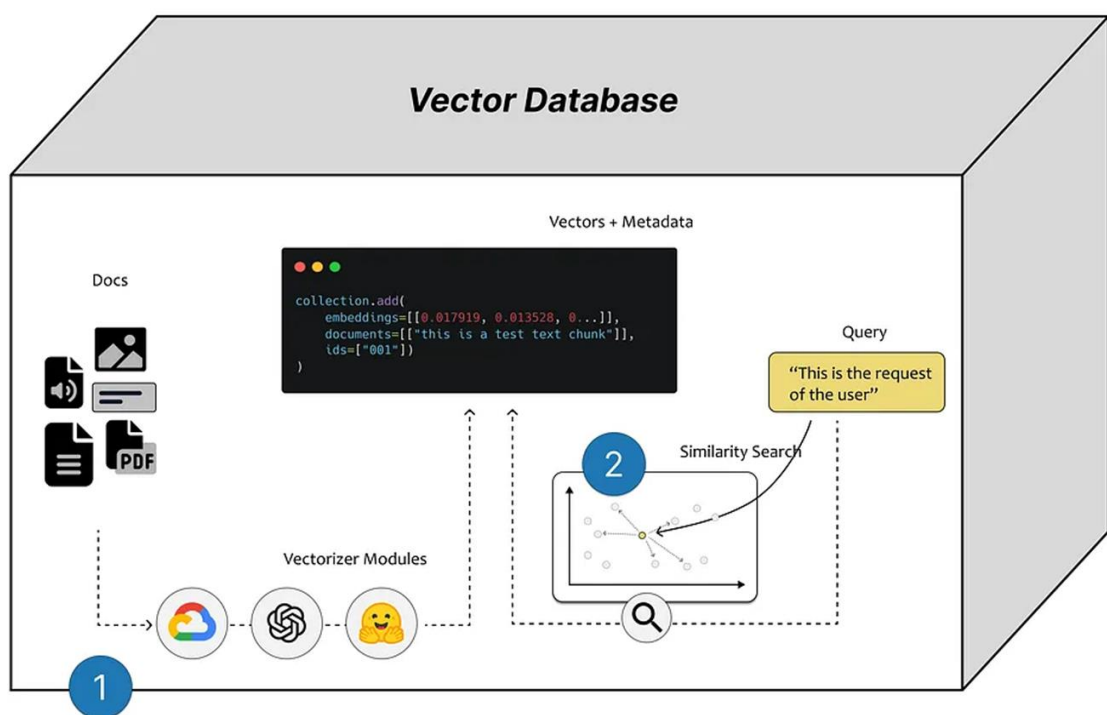 Vector Database
Vectors + Metadata
Docs
collection.add(
embeddings=[[0.017919, 0.013528, 0...]],
documents=[["this is a test text chunk"]],
ids=["001"])
)
Query
“This is the request
of the user”
PDF
2
Similarity Search
Vectorizer Modules
1